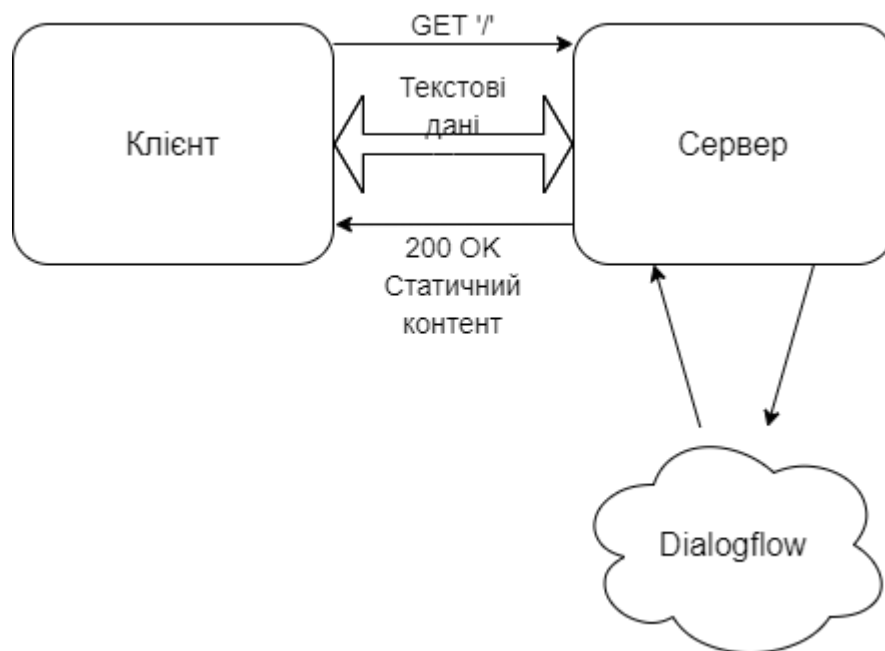 GET '/'
Текстові
дані
Клієнт
Сервер
200 OK
Статичний
контент
Dialogflow